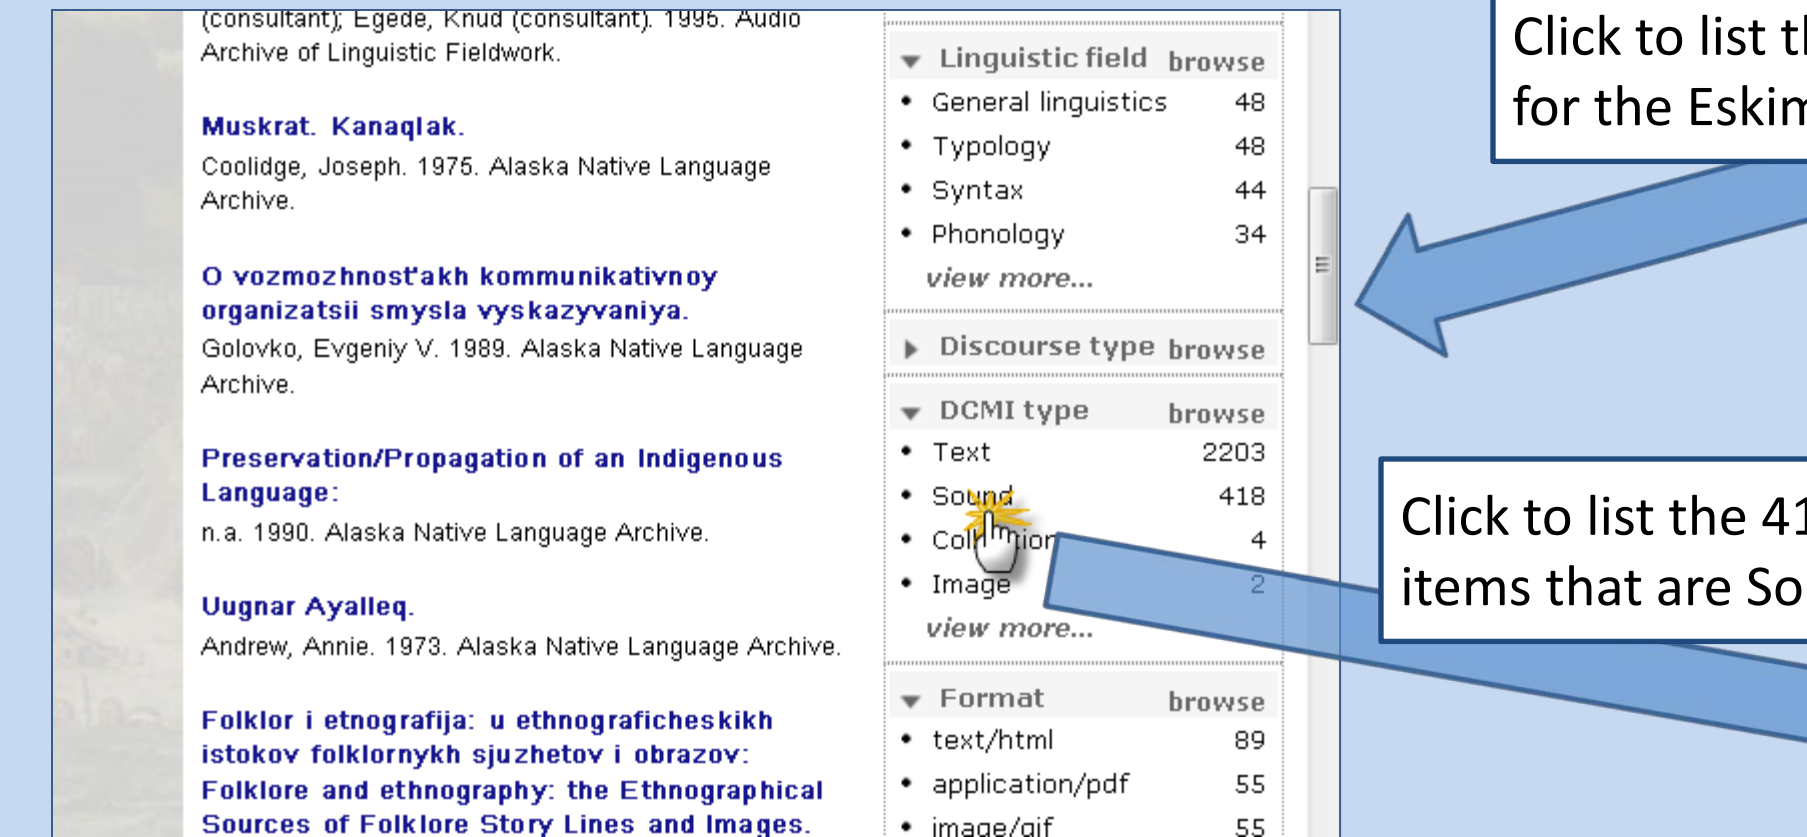 (consultant); Egede, Knud (consultant). 1995. Audio
Archive of Linguistic Fieldwork.
Muskrat. Kanaqlak.
Coolidge, Joseph. 1975. Alaska Native Language
Archive.
O vozmozhnost'akh kommunikativnoy
organizatsii smysla vyskazyvaniya.
Golovko, Evgeniy V. 1989. Alaska Native Language
Archive.
Preservation/Propagation of an Indigenous
Language:
n.a. 1990. Alaska Native Language Archive.
Uugnar Ayalleq.
Andrew, Annie. 1973. Alaska Native Language Archive.
Folklor i etnografija: u ethnograficheskikh
istokov folklornykh sjuzhetov i obrazov:
Folklore and ethnography: the Ethnographical
Sources of Folklore Story Lines and Images.
Linguistic field browse
General linguistics 48
Typology 48
Syntax 44
Phonology 34
view more...
Discourse type browse
DCMI type browse
Text 2203
Sound 418
4
Image 2
view more...
Format browse
text/html 89
application/pdf 55
image/gif 55
Click to list
for the
Click to list the
items that are